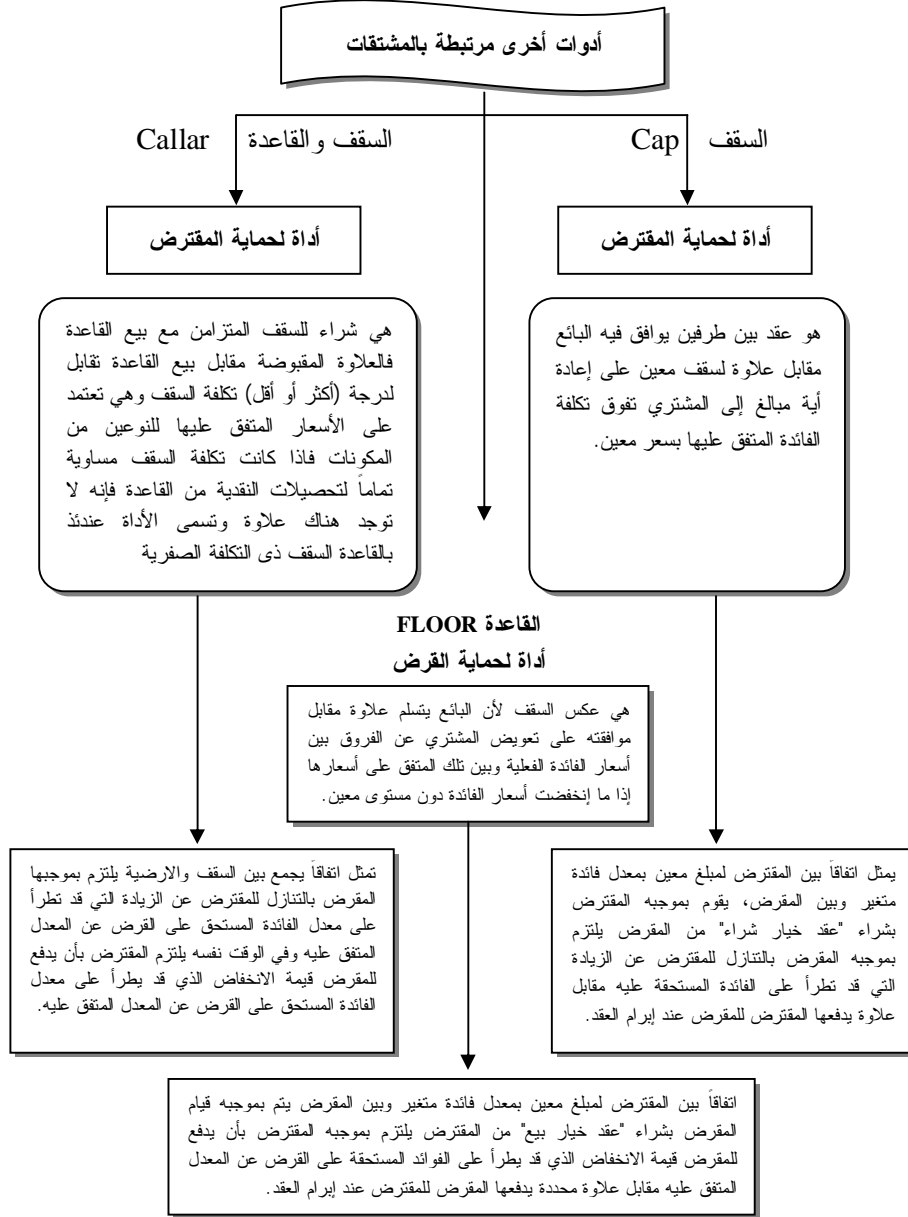 أدوات أخرى مرتبطة بالمشتقات
السقف Cap
السقف والقاعدة Callar
أداة لحماية المقترض
أداة لحماية المقترض
هو عقد بين طرفين يوافق فيه البائع
مقابل علاوة لسقف معين على إعادة
أية مبالغ إلى المشتري تفوق تكلفة
الفائدة المتفق عليها بسعر معين.
هي شراء للسقف المتزامن مع بيع القاعدة
فالعلاوة المقبوضة مقابل بيع القاعدة تقابل
لدرجة (أكثر أو أقل) تكلفة السقف وهي تعتمد
على الأسعار المتفق عليها للنوعين من
المكونات فاذا كانت تكلفة السقف مساوية
تماماً لتحصيلات النقدية من القاعدة فإنه لا
توجد هناك علاوة وتسمى الأداة عندئذ
بالقاعدة السقف ذى التكلفة الصفرية
القاعدة FLOOR
أداة لحماية القرض
هي عكس السقف لأن البائع يتسلم علاوة مقابل
موافقته على تعويض المشتري عن الفروق بين
أسعار الفائدة الفعلية وبين تلك المتفق على أسعارها
إذا ما إنخفضت أسعار الفائدة دون مستوى معين.
يمثل اتفاقاً بين المقترض لمبلغ معين بمعدل فائدة
متغير وبين المقرض، يقوم بموجبه المقترض
بشراء "عقد خيار شراء" من المقرض يلتزم
بموجبه المقرض بالتنازل للمقترض عن الزيادة
التي قد تطرأ على الفائدة المستحقة عليه مقابل
علاوة يدفعها المقترض للمقرض عند إبرام العقد.
تمثل اتفاقاً يجمع بين السقف والارضية يلتزم بموجبها
المقرض بالتنازل للمقترض عن الزيادة التي قد تطرأ
على معدل الفائدة المستحق على القرض عن المعدل
المتفق عليه وفي الوقت نفسه يلتزم المقترض بأن يدفع
للمقرض قيمة الانخفاض الذي قد يطرأ على معدل
الفائدة المستحق على القرض عن المعدل المتفق عليه.
اتفاقاً بين المقترض لمبلغ معين بمعدل فائدة متغير وبين المقرض يتم بموجبه قيام
المقرض بشراء "عقد خيار بيع" من المقترض يلتزم بموجبه المقترض بأن يدفع
للمقرض قيمة الانخفاض الذي قد يطرأ على الفوائد المستحقة على القرض عن المعدل
المتفق عليه مقابل علاوة محددة يدفعها المقرض للمقترض عند إبرام العقد.